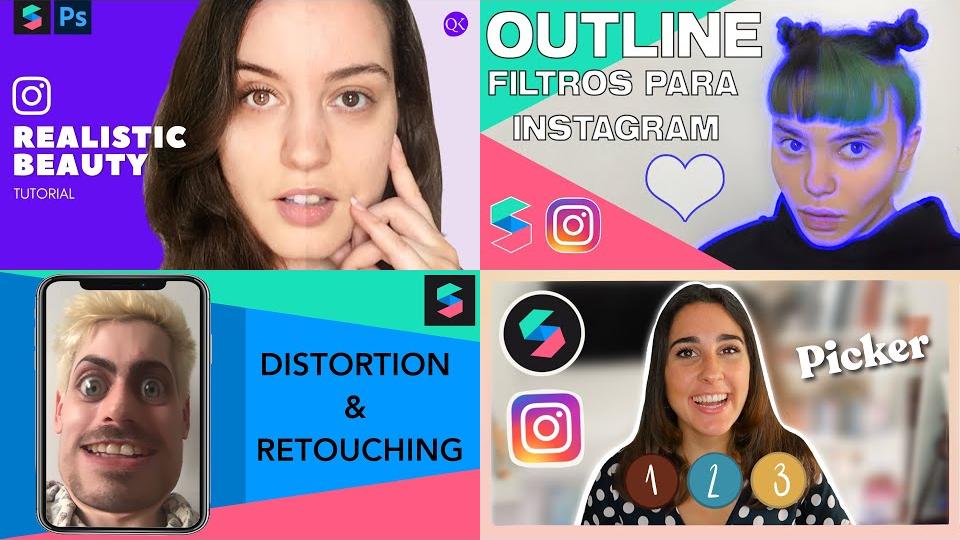 Ps
QK
REALISTIC
BEAUTY
TUTORIAL
OUTLINE
FILTROS PARA
INSTAGRAM
DISTORTION
&
RETOUCHING
Picker
1 2 3